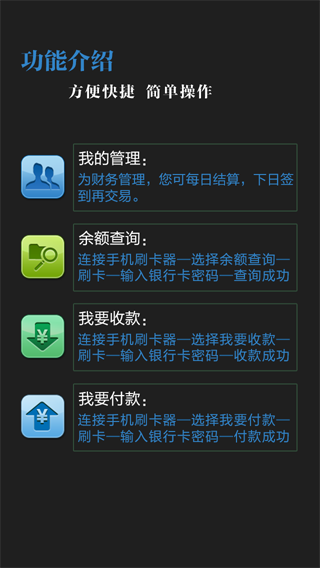 功能介绍
方便快捷 简单操作
我的管理：
为财务管理，您可每日结算，下日签
到再交易。
余额查询：
连接手机刷卡器—选择余额查询—
刷卡—输入银行卡密码—查询成功
我要收款：
连接手机刷卡器—选择我要收款—
刷卡—输入银行卡密码—收款成功
我要付款：
连接手机刷卡器—选择我要付款—
刷卡—输入银行卡密码—付款成功